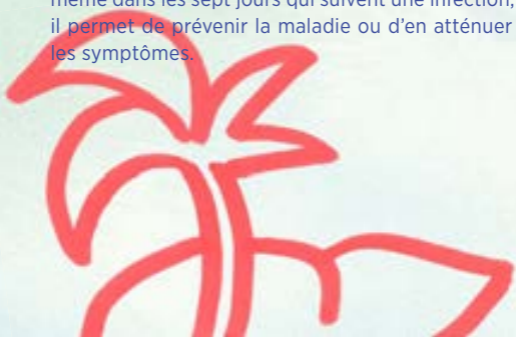 même dans les sept jours qui suivent une infection,
il permet de prévenir la maladie ou d'en atténuer
les symptômes.